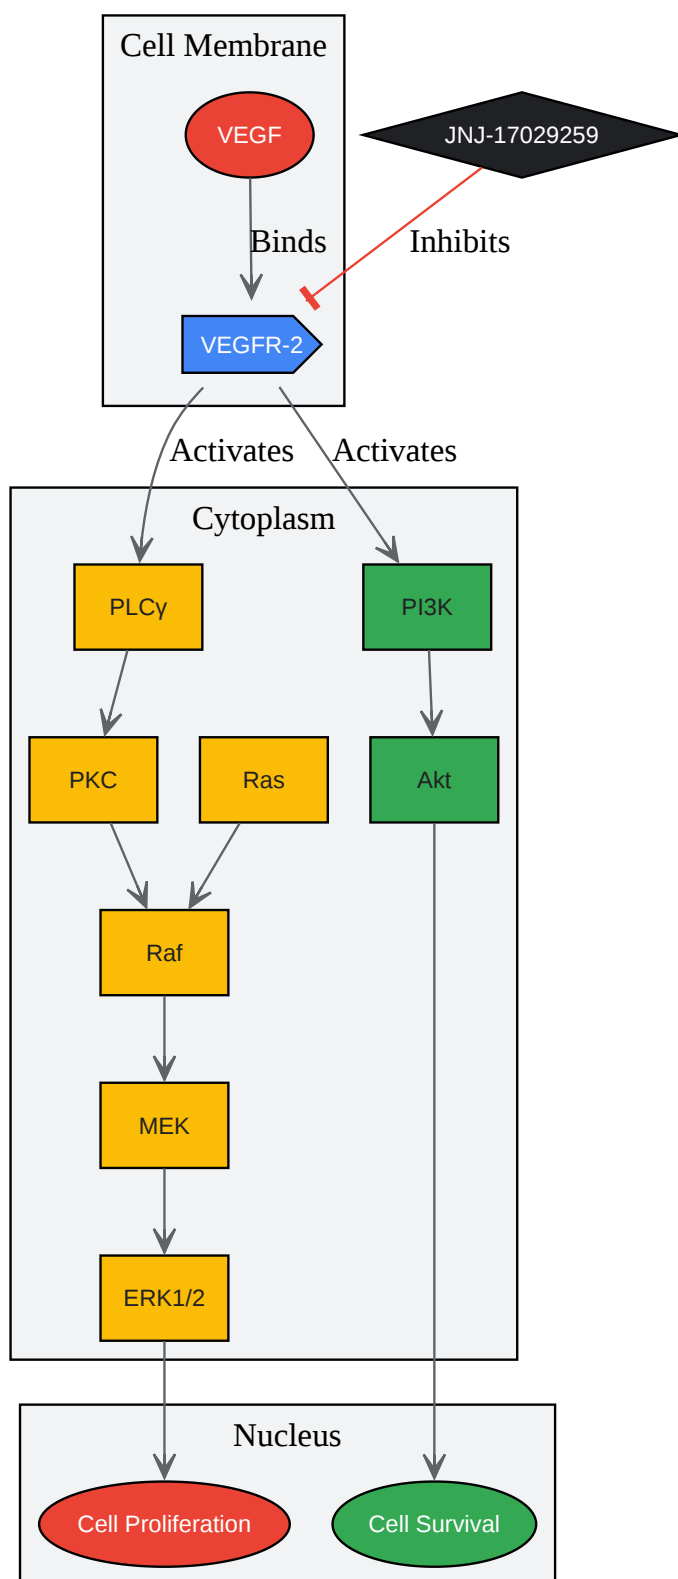 Cell Membrane
VEGF
JNJ-17029259
Binds
Inhibits
VEGFR-2
Activates
Activates
Cytoplasm
PLCγ
PI3K
PKC
Ras
Akt
Raf
MEK
ERK1/2
Nucleus
Cell Proliferation
Cell Survival